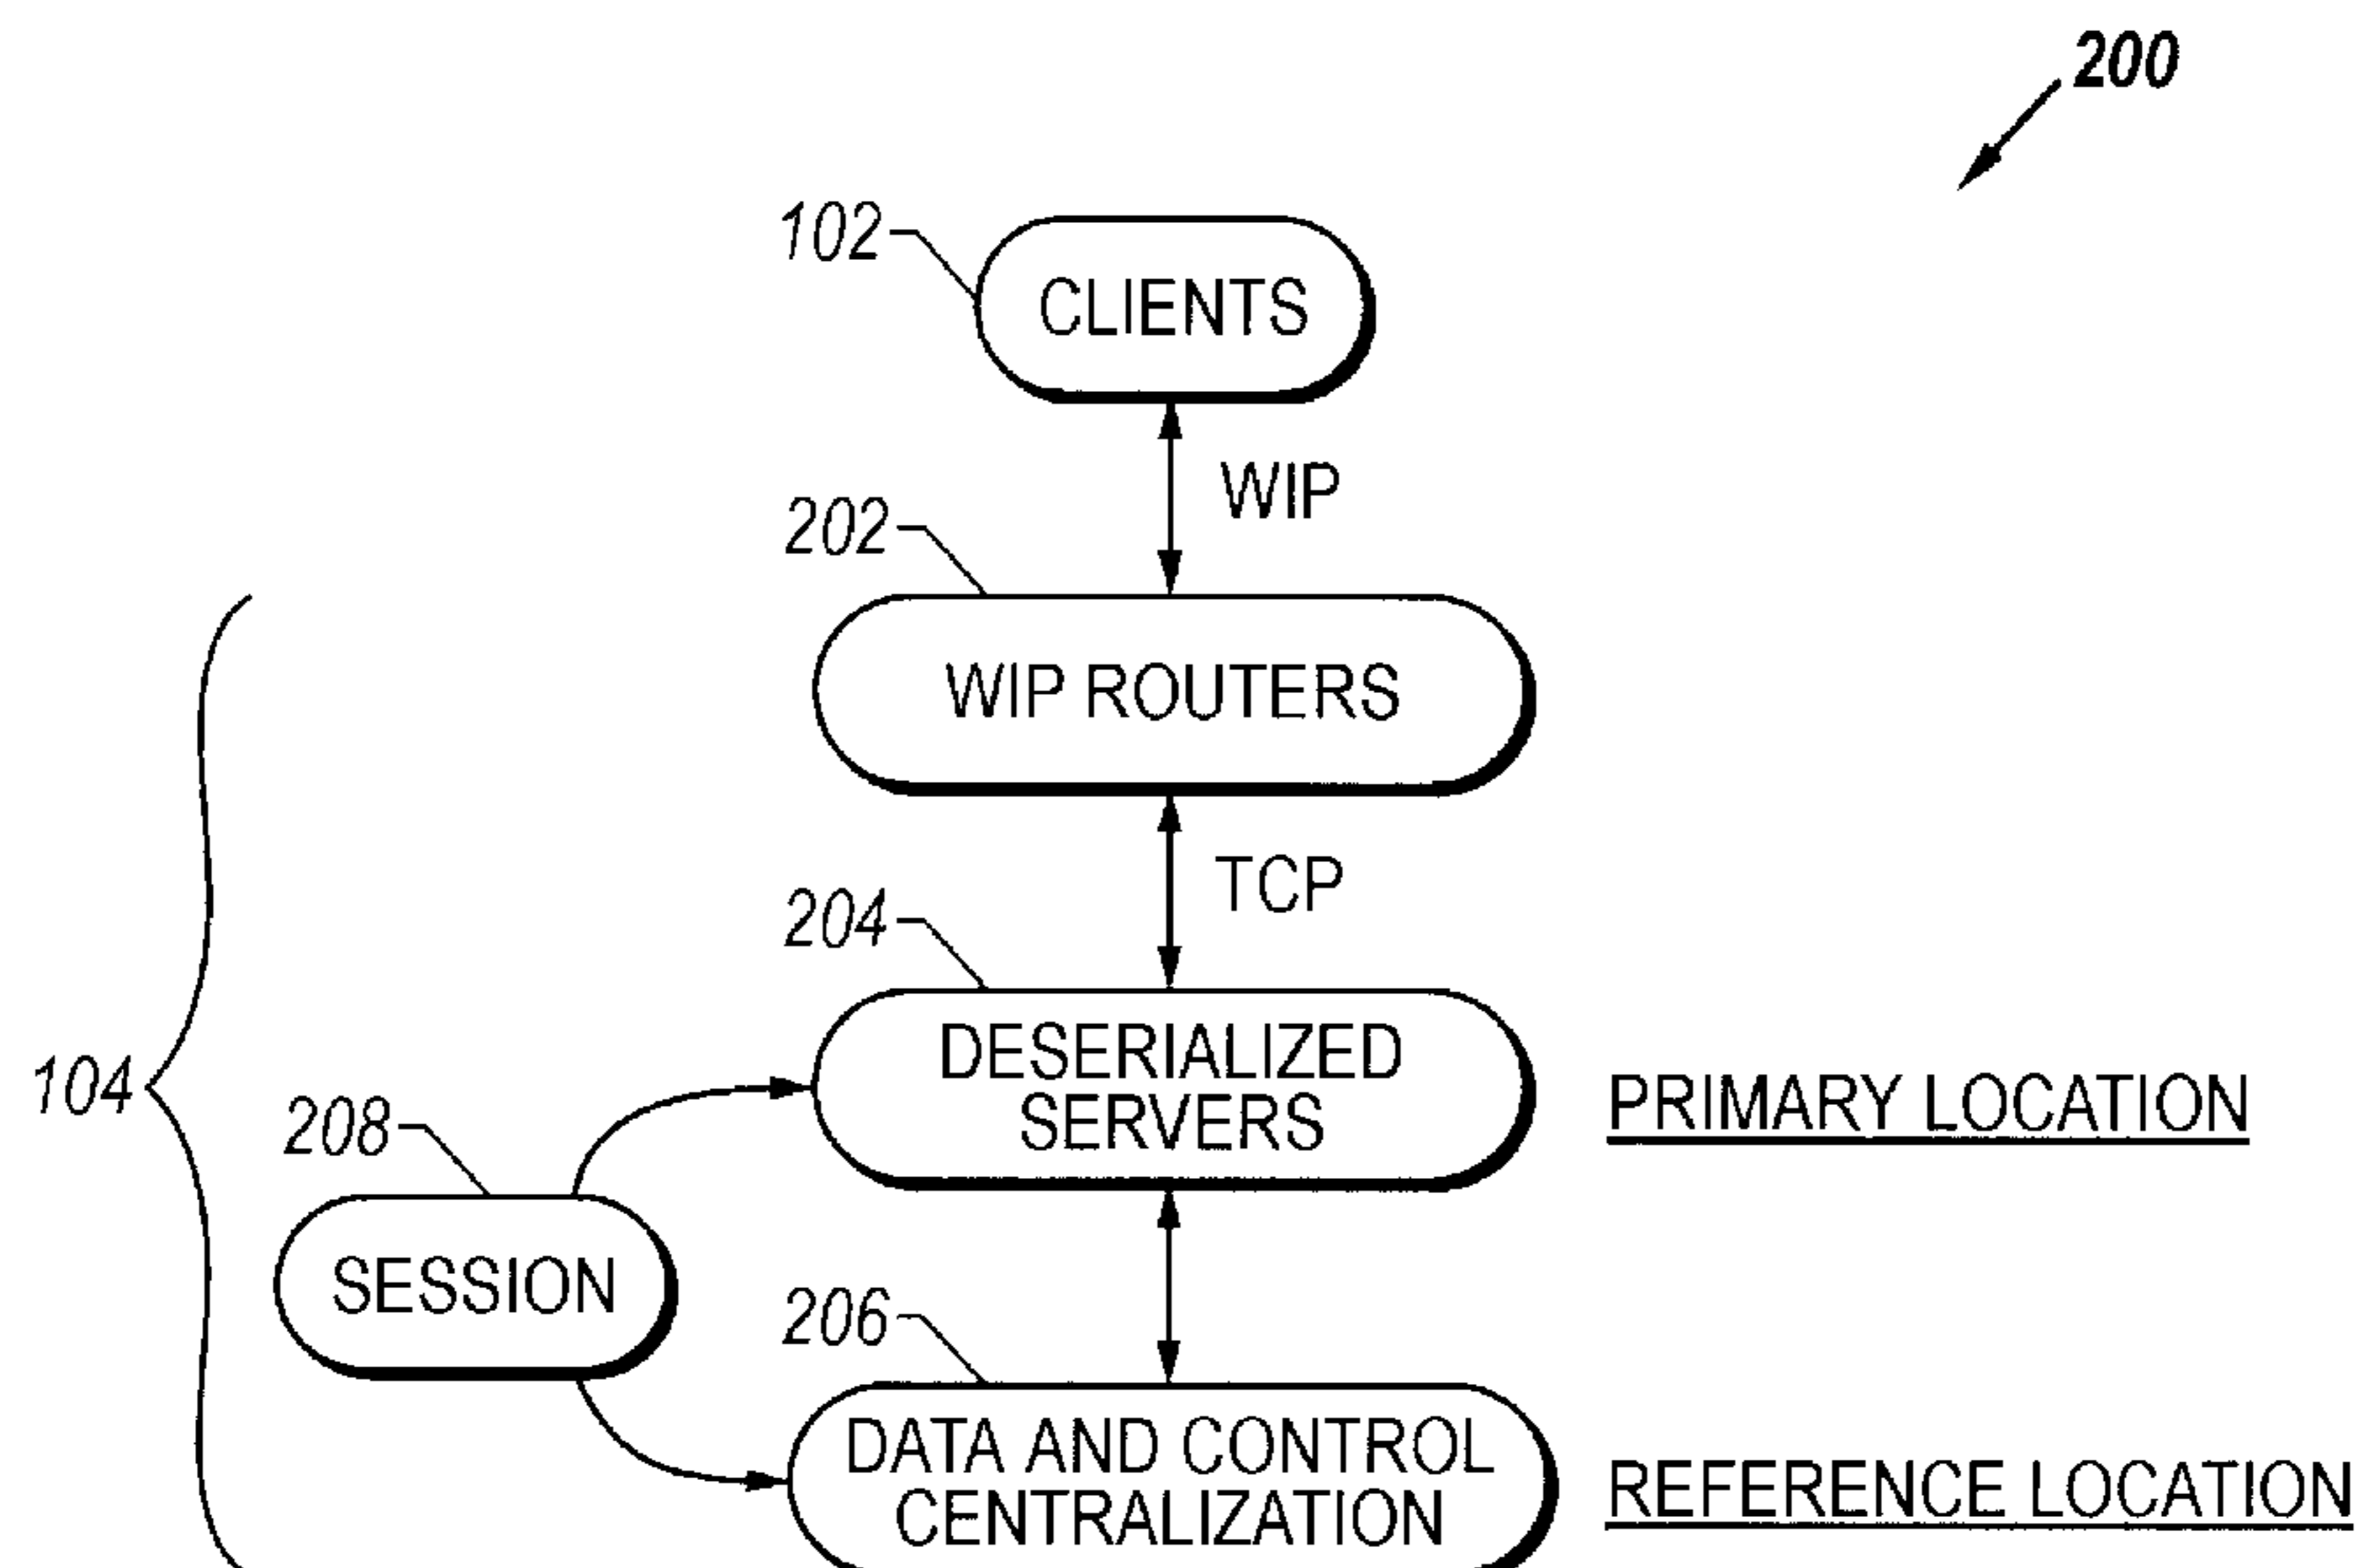 200
102
CLIENTS
WIP
202
WIP ROUTERS
TCP
204
DESERIALIZED
SERVERS
PRIMARY LOCATION
104
208
SESSION
206
DATA AND CONTROL
CENTRALIZATION
REFERENCE LOCATION